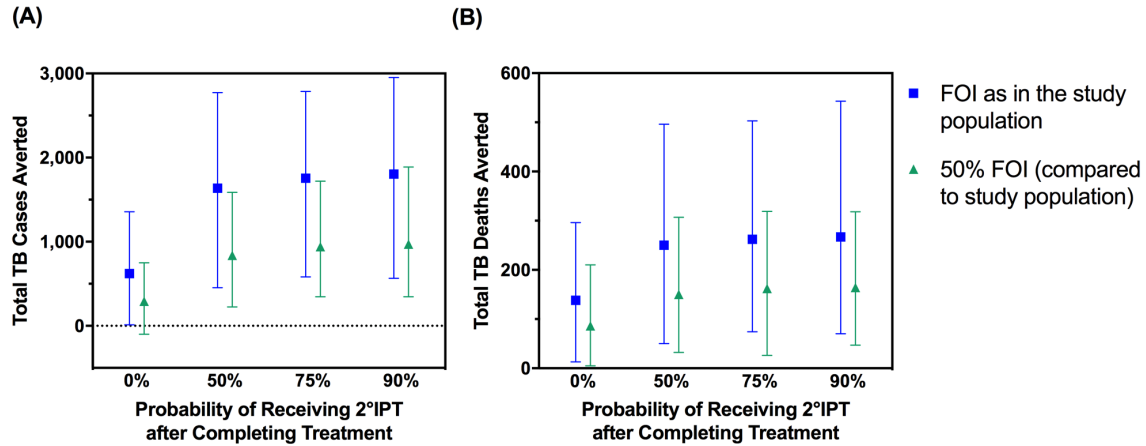 (A)
(B)
Total TB Cases Averted
3,000
2,000
1,000
0
0%
50%
75%
90%
Probability of Receiving 2°IPT
after Completing Treatment
Total TB Deaths Averted
600
400
200
0
0%
50%
75%
90%
Probability of Receiving 2°IPT
after Completing Treatment
FOI as in the study
population
50% FOI (compared
to study population)